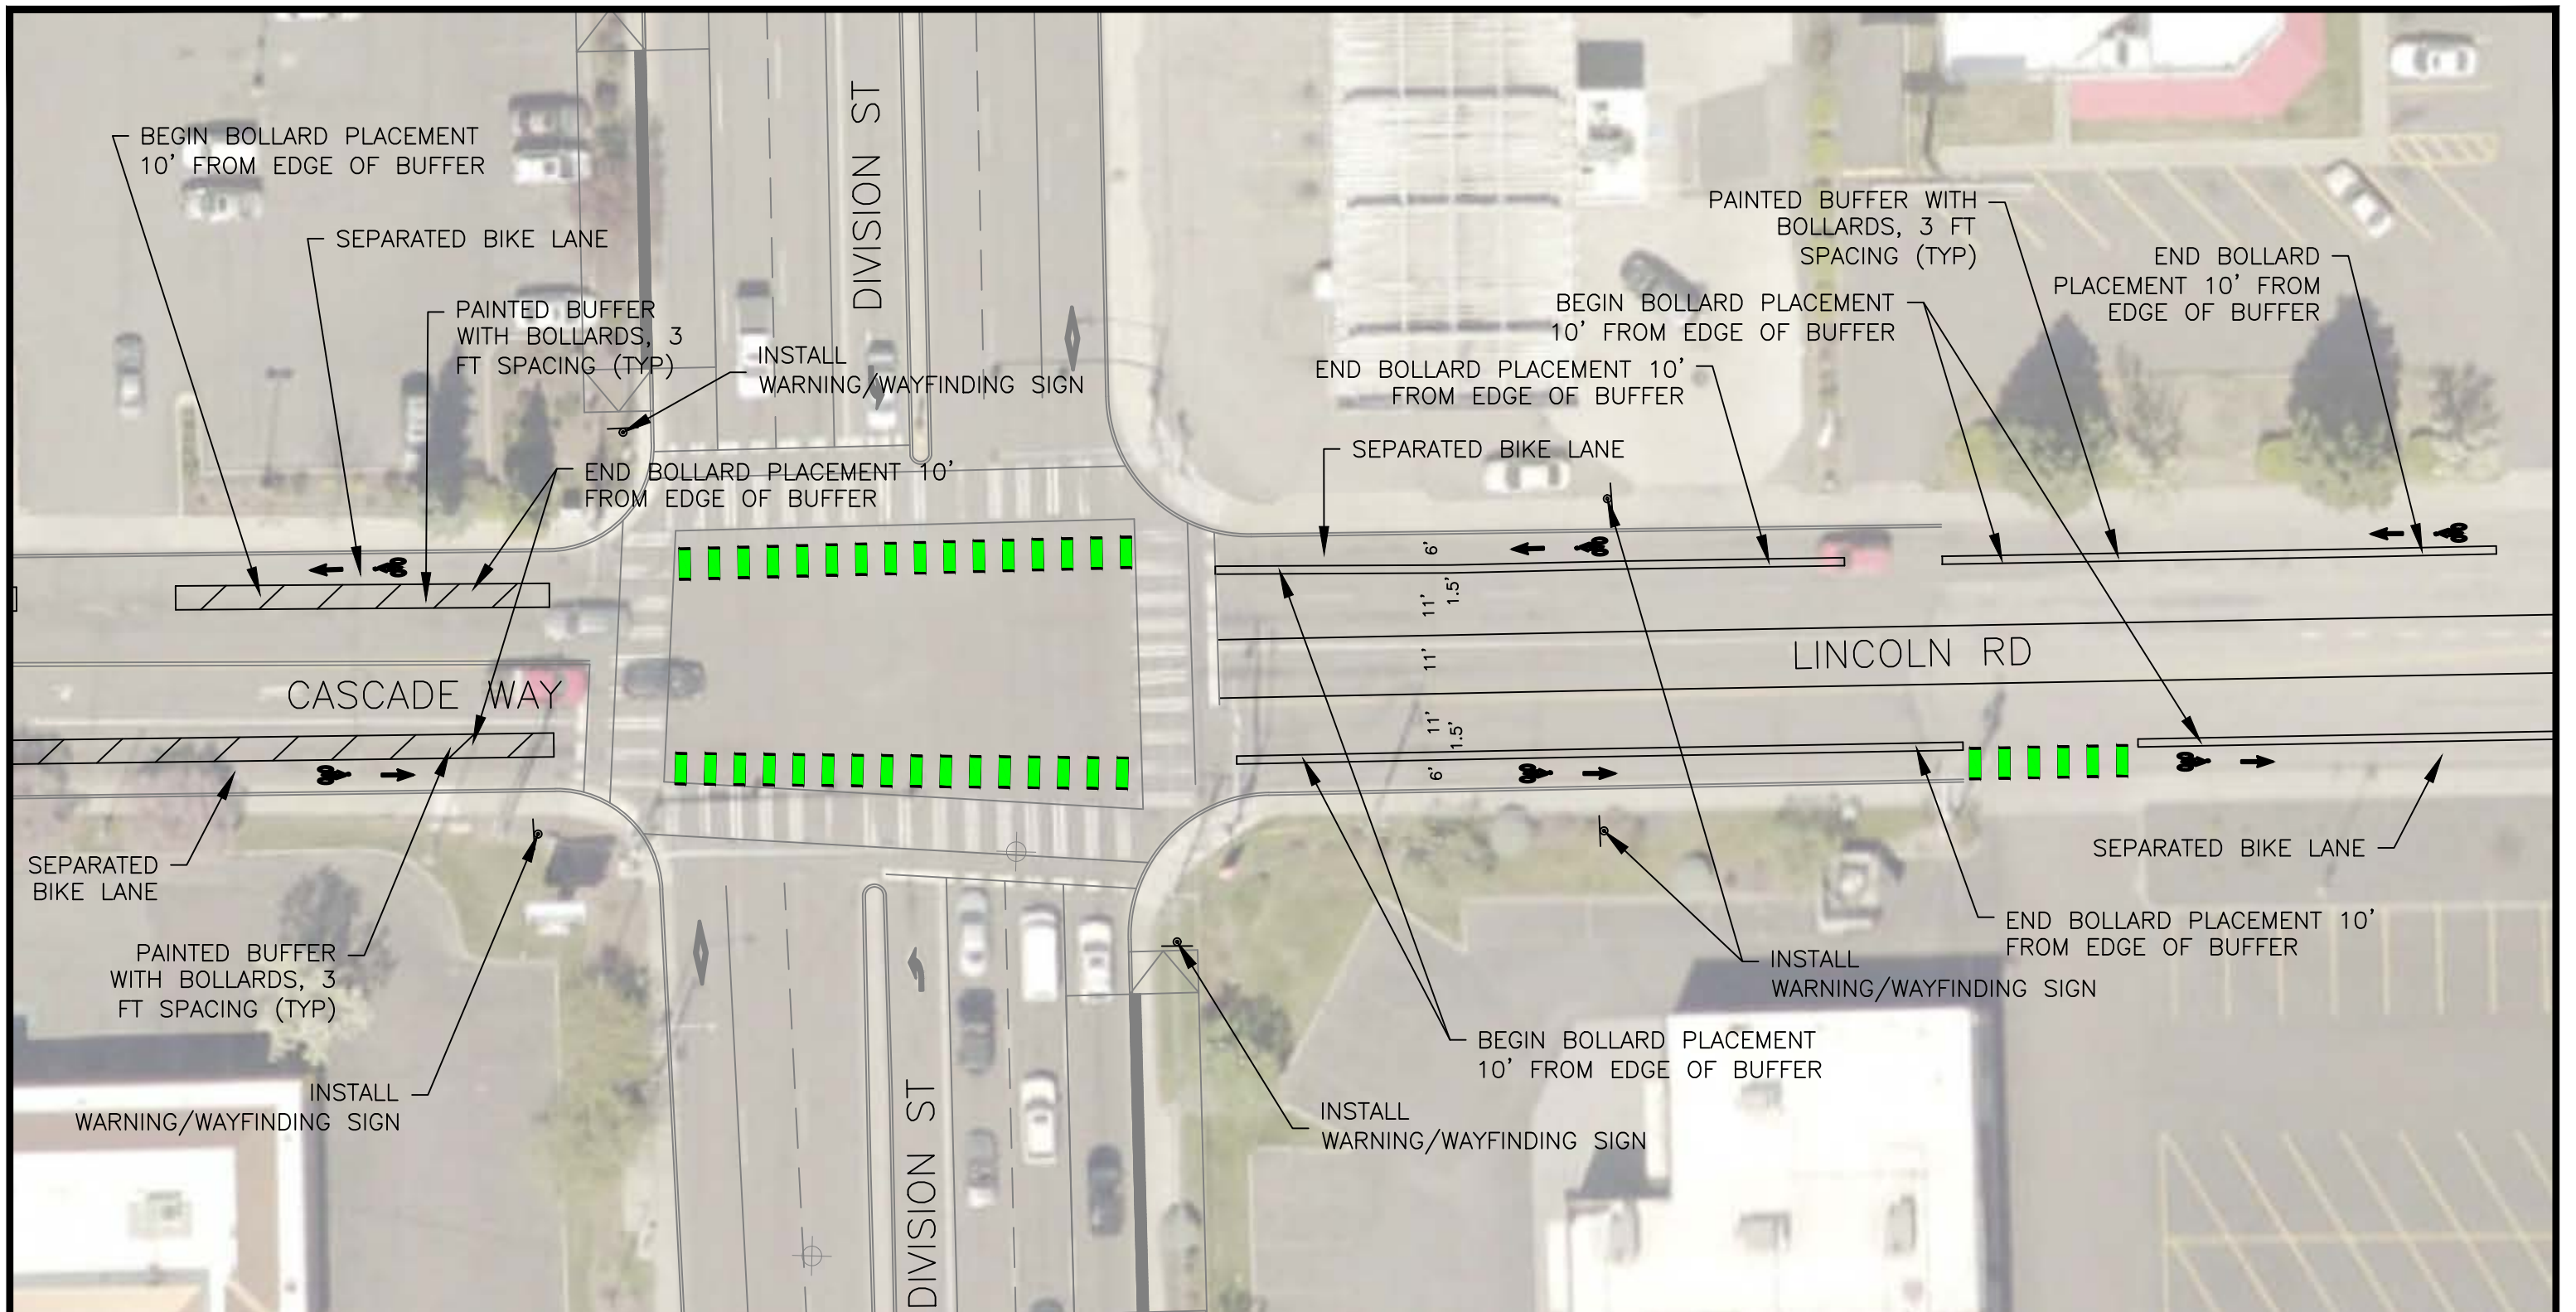 BEGIN BOLLARD PLACEMENT
10' FROM EDGE OF BUFFER
SEPARATED BIKE LANE
PAINTED BUFFER
WITH BOLLARDS, 3
FT SPACING (TYP)
INSTALL
WARNING/WAYFINDING SIGN
END BOLLARD PLACEMENT 10'
FROM EDGE OF BUFFER
DIVISION ST
PAINTED BUFFER WITH
BOLLARDS, 3 FT
SPACING (TYP)
END BOLLARD
PLACEMENT 10' FROM
EDGE OF BUFFER
BEGIN BOLLARD PLACEMENT
10' FROM EDGE OF BUFFER
END BOLLARD PLACEMENT 10'
FROM EDGE OF BUFFER
SEPARATED BIKE LANE
6'
1.5'
11'
11'
11'
1.5'
6'
LINCOLN RD
CASCADE WAY
SEPARATED
BIKE LANE
PAINTED BUFFER
WITH BOLLARDS, 3
FT SPACING (TYP)
INSTALL
WARNING/WAYFINDING SIGN
DIVISION ST
SEPARATED BIKE LANE
END BOLLARD PLACEMENT 10'
FROM EDGE OF BUFFER
INSTALL
WARNING/WAYFINDING SIGN
BEGIN BOLLARD PLACEMENT
10' FROM EDGE OF BUFFER
INSTALL
WARNING/WAYFINDING SIGN